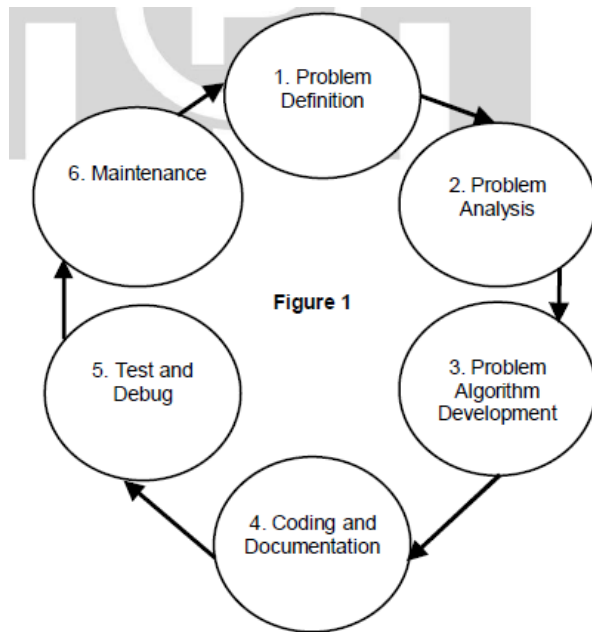 1. Problem
Definition
2. Problem
Analysis
3. Problem
Algorithm
Development
4. Coding and
Documentation
5. Test and
Debug
6. Maintenance
Figure 1